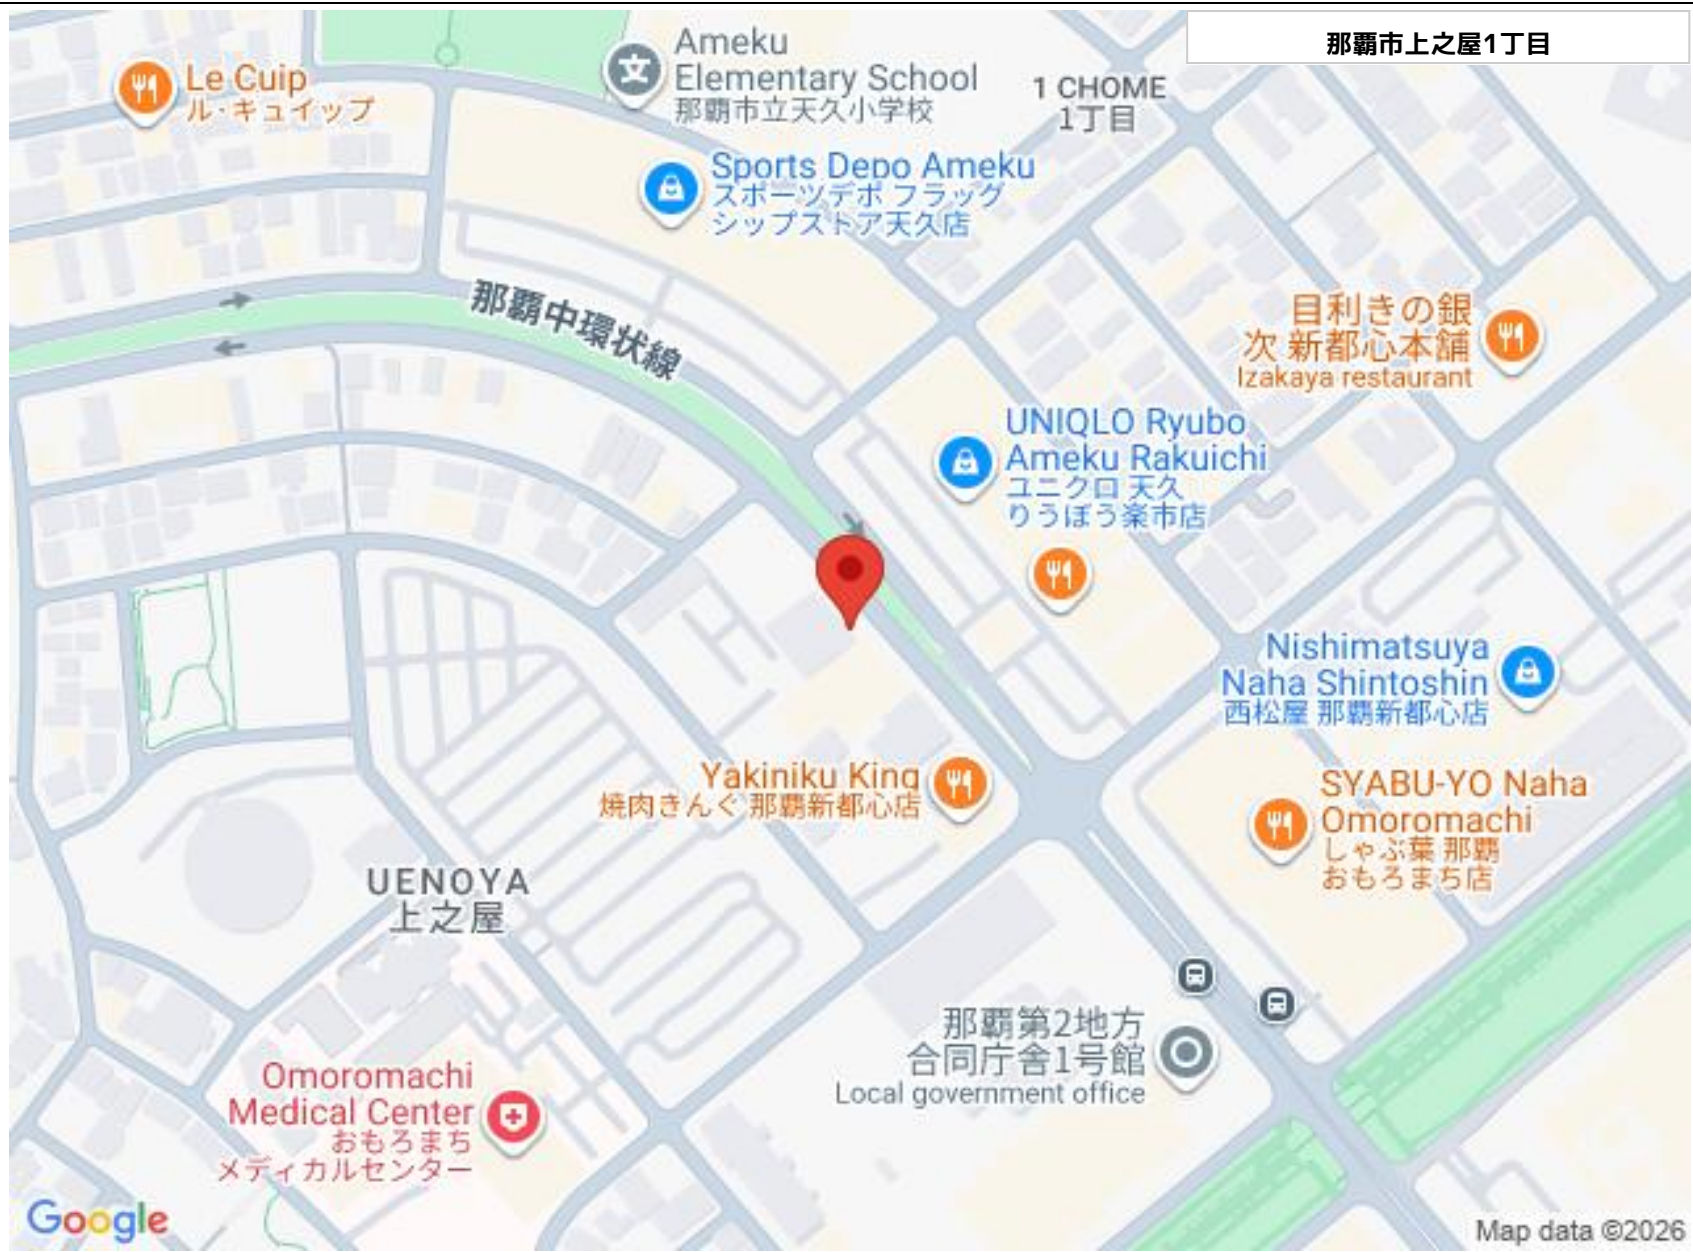 那覇市上之屋1丁目
Ameku
Elementary School
那覇市立天久小学校
1 CHOME
1丁目
Le Cuip
ル・キュイップ
Sports Depo Ameku
スポーツデポ フラッグ
シップストア天久店
那覇中環状線
目利きの銀
次 新都心本舗
Izakaya restaurant
UNIQLO Ryubo
Ameku Rakuichi
ユニクロ 天久
りうぼう楽市店
Nishimatsuya
Naha Shintoshin
西松屋 那覇新都心店
Yakiniku King
焼肉きんぐ 那覇新都心店
SYABU-YO Naha
Omoromachi
しゃぶ葉 那覇
おもろまち店
UENOYA
上之屋
那覇第2地方
合同庁舎1号館
Local government office
Omoromachi
Medical Center
おもろまち
メディカルセンター
Google
Map data ©2026
文